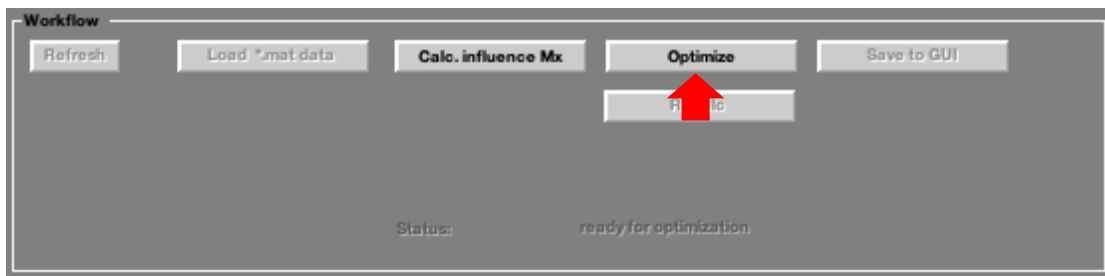 Workflow
Refresh Load *.mat data Calc. influence Mx Optimize Save to GUI
Status: ready for optimization